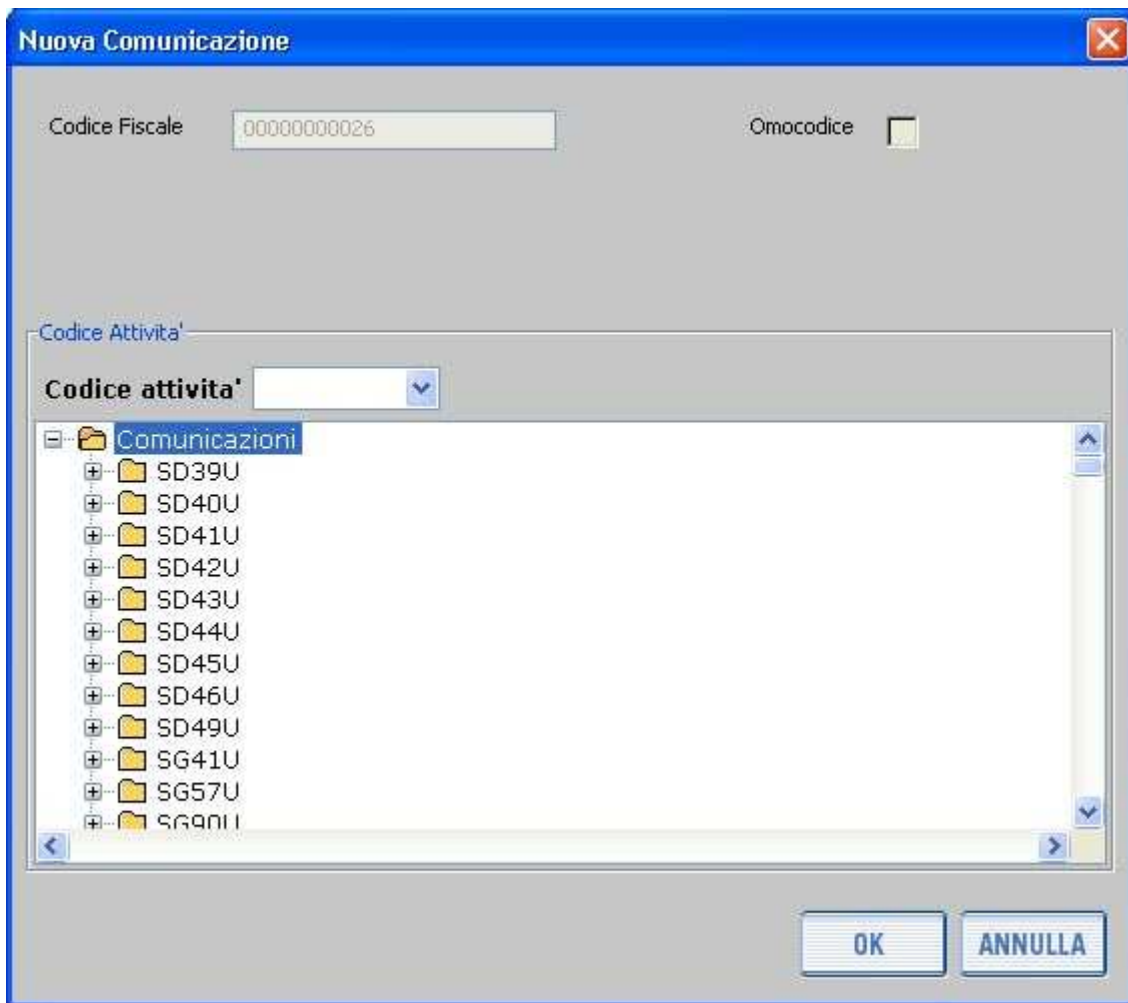 Nuova Comunicazione
Codice Fiscale 00000000026 Omocodice
Codice Attivita'
Codice attivita'
Comunicazioni
SD39U
SD40U
SD41U
SD42U
SD43U
SD44U
SD45U
SD46U
SD49U
SG41U
SG57U
SG90U
OK ANNULLA